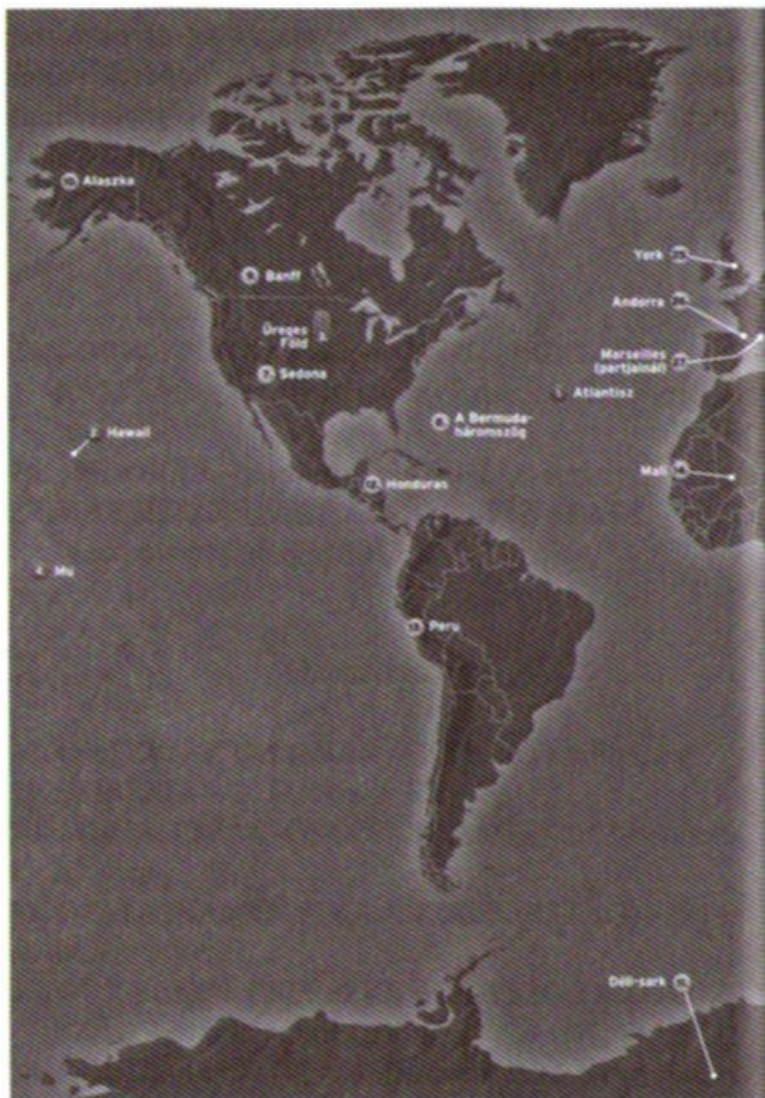 Alaszka
York
Banff
Andorra
Üreges
Föld
Marseilles
(partjainál)
Sedona
Atlantisz
A Bermuda-
háromszög
Hawaii
Mali
Honduras
Mu
Peru
Déli-sark